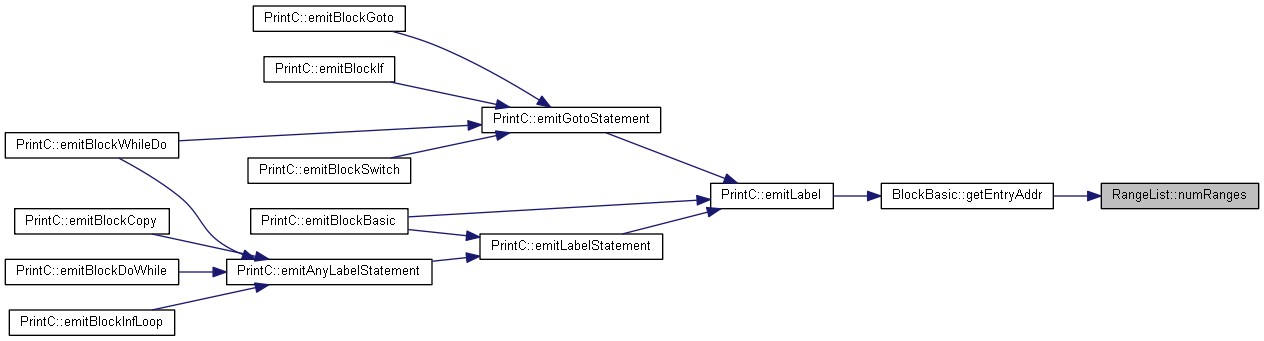 PrintC::emitBlockGoto
PrintC::emitBlockIf
PrintC::emitGotoStatement
PrintC::emitBlockWhileDo
PrintC::emitBlockSwitch
PrintC::emitLabel
BlockBasic::getEntryAddr
RangeList::numRanges
PrintC::emitBlockCopy
PrintC::emitBlockBasic
PrintC::emitLabelStatement
PrintC::emitBlockDoWhile
PrintC::emitAnyLabelStatement
PrintC::emitBlockInfLoop